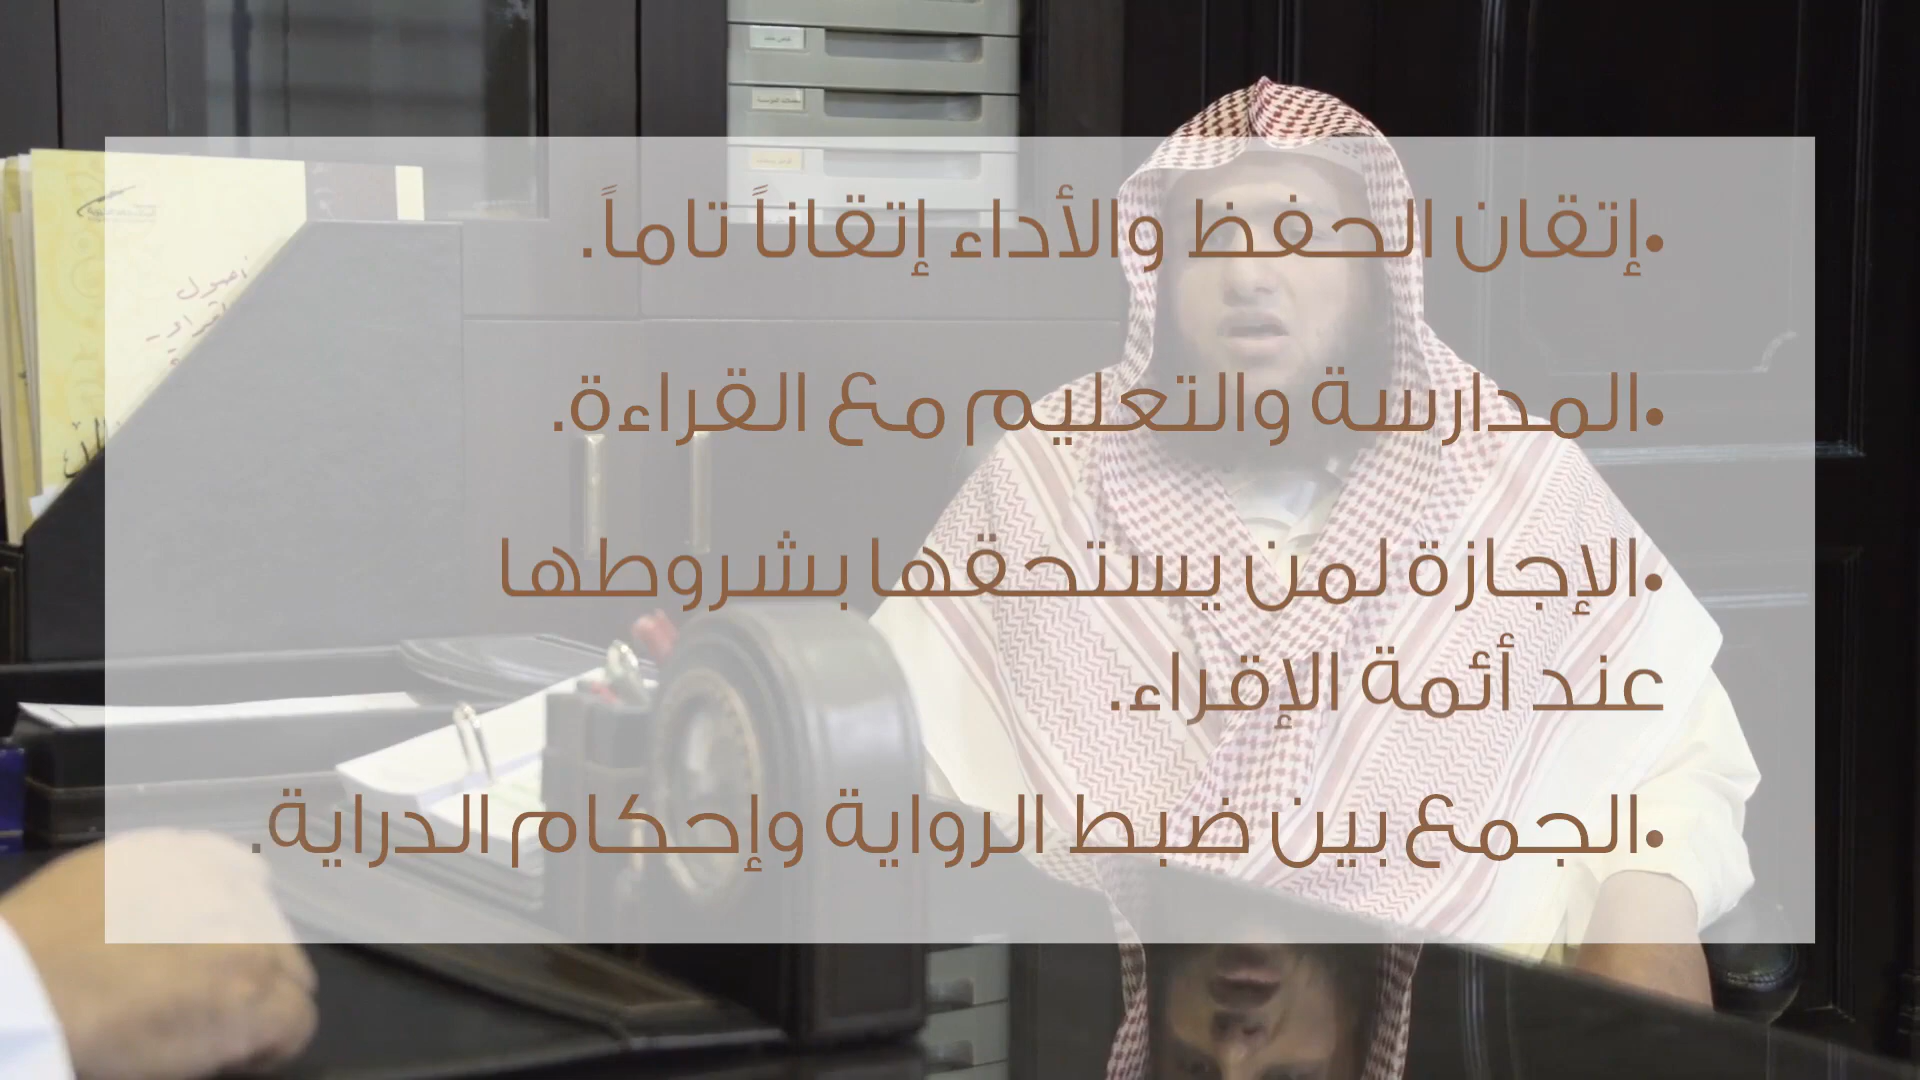 •إتقان الحفظ والأداء إتقاناً تاماً.
•المدارسة والتعليم مع القراءة.
•الإجازة لمن يستحقها بشروطها
عند أئمة الإقراء.
•الجمع بين ضبط الرواية وإحكام الدراية.